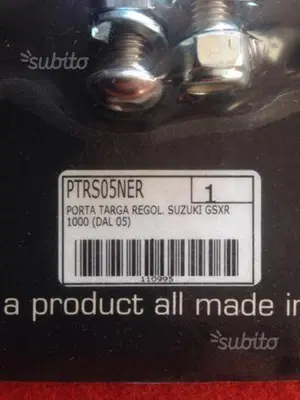 subito
PTRS05NER 1
PORTA TARGA REGOL. SUZUKI GSXR
1000 (DAL 05)
110995
a product all made in
subito